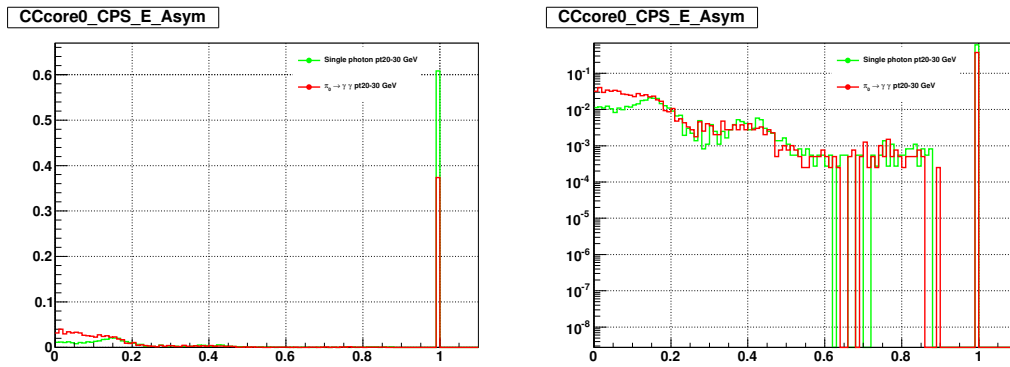 CCcore0_CPS_E_Asym
Single photon pt20-30 GeV
π₀ → γ γ pt20-30 GeV
0.6
0.5
0.4
0.3
0.2
0.1
0
0 0.2 0.4 0.6 0.8 1
CCcore0_CPS_E_Asym
Single photon pt20-30 GeV
π₀ → γ γ pt20-30 GeV
10⁻¹
10⁻²
10⁻³
10⁻⁴
10⁻⁵
10⁻⁶
10⁻⁷
10⁻⁸
0 0.2 0.4 0.6 0.8 1